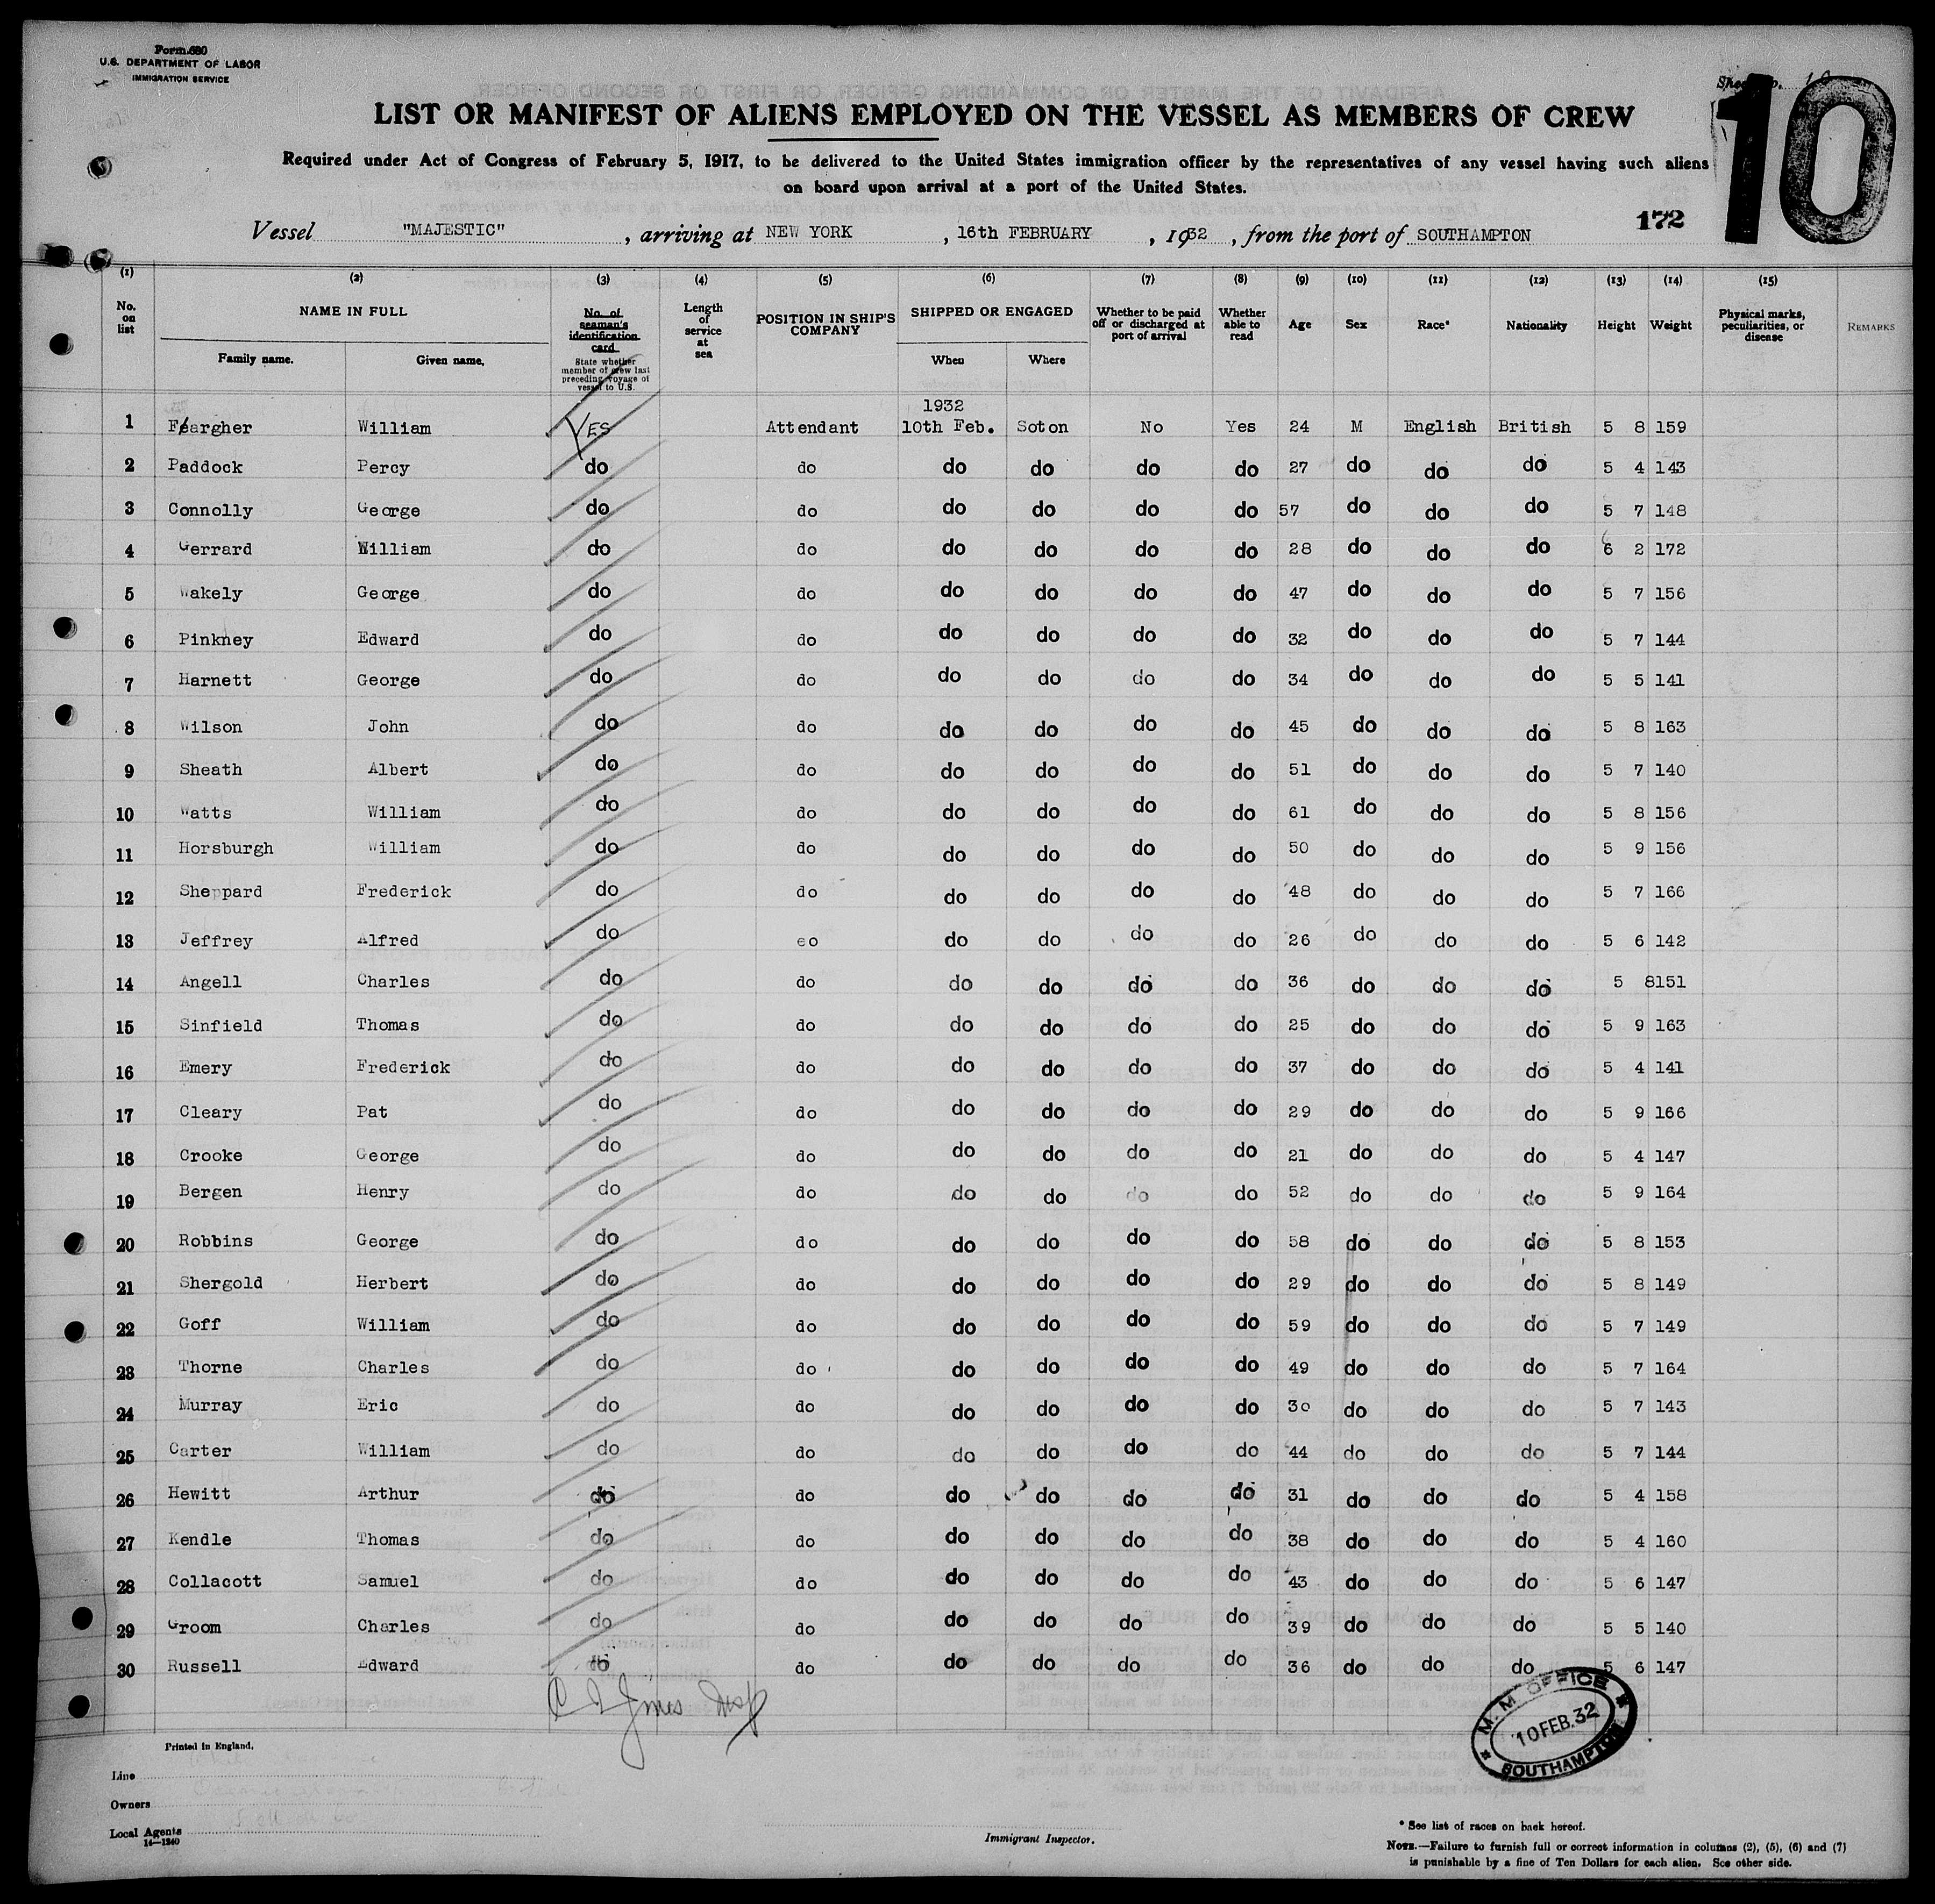 Form 680
U.S. DEPARTMENT OF LABOR
IMMIGRATION SERVICE
10
LIST OR MANIFEST OF ALIENS EMPLOYED ON THE VESSEL AS MEMBERS OF CREW
Required under Act of Congress of February 5, 1917, to be delivered to the United States immigration officer by the representatives of any vessel having such aliens
on board upon arrival at a port of the United States.
172
Vessel "MAJESTIC", arriving at NEW YORK, 16th FEBRUARY, 1932, from the port of SOUTHAMPTON
(1) (2) (3) (4) (5) (6) (7) (8) (9) (10) (11) (12) (13) (14) (15)
No. on list NAME IN FULL No. of seaman's identification card Length of service at sea POSITION IN SHIP'S COMPANY SHIPPED OR ENGAGED Whether to be paid off or discharged at port of arrival Whether able to read Age Sex Race* Nationality Height Weight Physical marks, peculiarities, or disease REMARKS
Family name. Given name. State whether member of crew last preceding voyage of vessel to U.S. When Where
1932
1 Feargher William YES Attendant 10th Feb. Soton No Yes 24 M English British 5 8 159
2 Paddock Percy do do do do do do 27 do do do 5 4 143
3 Connolly George do do do do do do 57 do do do 5 7 148
4 Gerrard William do do do do do do 28 do do do 6 2 172
5 Wakely George do do do do do do 47 do do do 5 7 156
6 Pinkney Edward do do do do do do 32 do do do 5 7 144
7 Harnett George do do do do do do 34 do do do 5 5 141
8 Wilson John do do do do do do 45 do do do 5 8 163
9 Sheath Albert do do do do do do 51 do do do 5 7 140
10 Watts William do do do do do do 61 do do do 5 8 156
11 Horsburgh William do do do do do do 50 do do do 5 9 156
12 Sheppard Frederick do do do do do do 48 do do do 5 7 166
13 Jeffrey Alfred do eo do do do do 26 do do do 5 6 142
14 Angell Charles do do do do do do 36 do do do 5 8151
15 Sinfield Thomas do do do do do do 25 do do do 5 9 163
16 Emery Frederick do do do do do do 37 do do do 5 4 141
17 Cleary Pat do do do do do do 29 do do do 5 9 166
18 Crooke George do do do do do do 21 do do do 5 4 147
19 Bergen Henry do do do do do do 52 do do do 5 9 164
20 Robbins George do do do do do do 58 do do do 5 8 153
21 Shergold Herbert do do do do do do 29 do do do 5 8 149
22 Goff William do do do do do do 59 do do do 5 7 149
23 Thorne Charles do do do do do do 49 do do do 5 7 164
24 Murray Eric do do do do do do 30 do do do 5 7 143
25 Carter William do do do do do do 44 do do do 5 7 144
26 Hewitt Arthur do do do do do do 31 do do do 5 4 158
27 Kendle Thomas do do do do do do 38 do do do 5 4 160
28 Collacott Samuel do do do do do do 43 do do do 5 6 147
29 Groom Charles do do do do do do 39 do do do 5 5 140
30 Russell Edward do do do do do do 36 do do do 5 6 147
M. M. OFFICE
10 FEB. 32
SOUTHAMPTON
Printed in England.
Line
Owners
Local Agents
14—1240
Immigrant Inspector.
* See list of races on back hereof.
NOTE.—Failure to furnish full or correct information in columns (2), (5), (6) and (7)
is punishable by a fine of Ten Dollars for each alien. See other side.